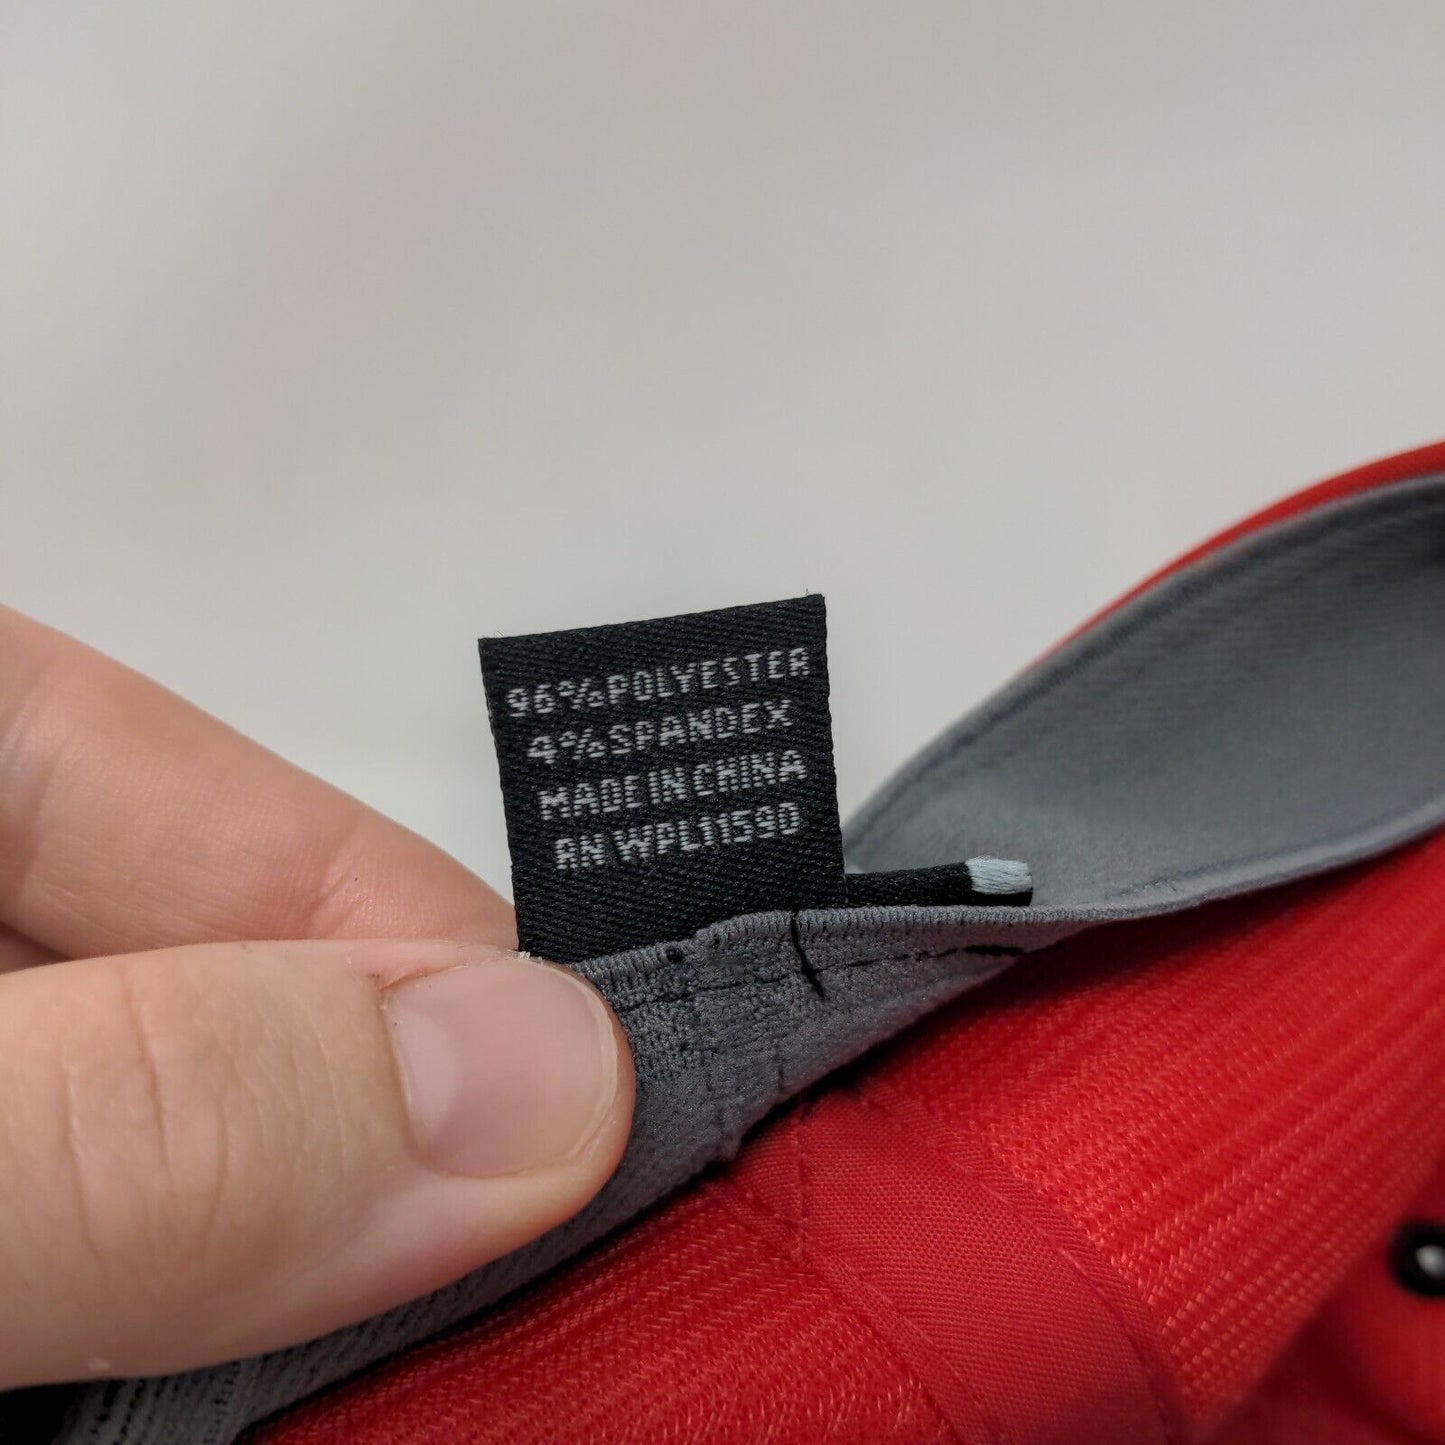 96% POLYESTER
4% SPANDEX
MADE IN CHINA
RN WPL11590